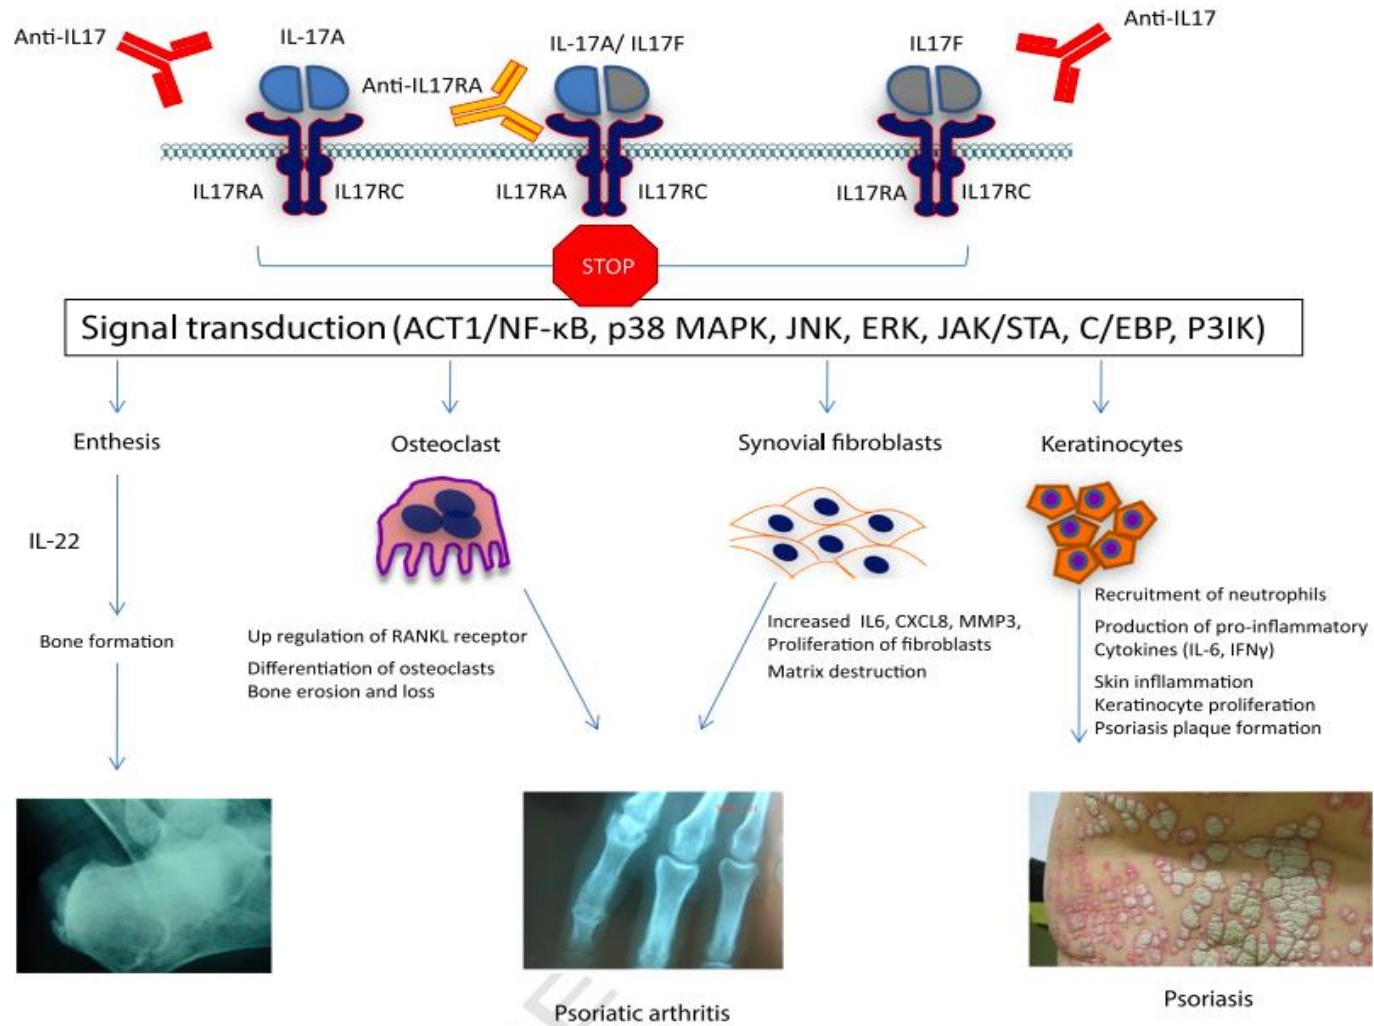 Anti-IL17
IL-17A
IL-17A/ IL17F
IL17F
Anti-IL17
Anti-IL17RA
IL17RA
IL17RC
IL17RA
IL17RC
IL17RA
IL17RC
STOP
Signal transduction (ACT1/NF-κB, p38 MAPK, JNK, ERK, JAK/STA, C/EBP, P3IK)
Enthesis
Osteoclast
Synovial fibroblasts
Keratinocytes
IL-22
Bone formation
Up regulation of RANKL receptor
Differentiation of osteoclasts
Bone erosion and loss
Increased IL6, CXCL8, MMP3,
Proliferation of fibroblasts
Matrix destruction
Recruitment of neutrophils
Production of pro-inflammatory
Cytokines (IL-6, IFNγ)
Skin infllammation
Keratinocyte proliferation
Psoriasis plaque formation
Psoriatic arthritis
Psoriasis